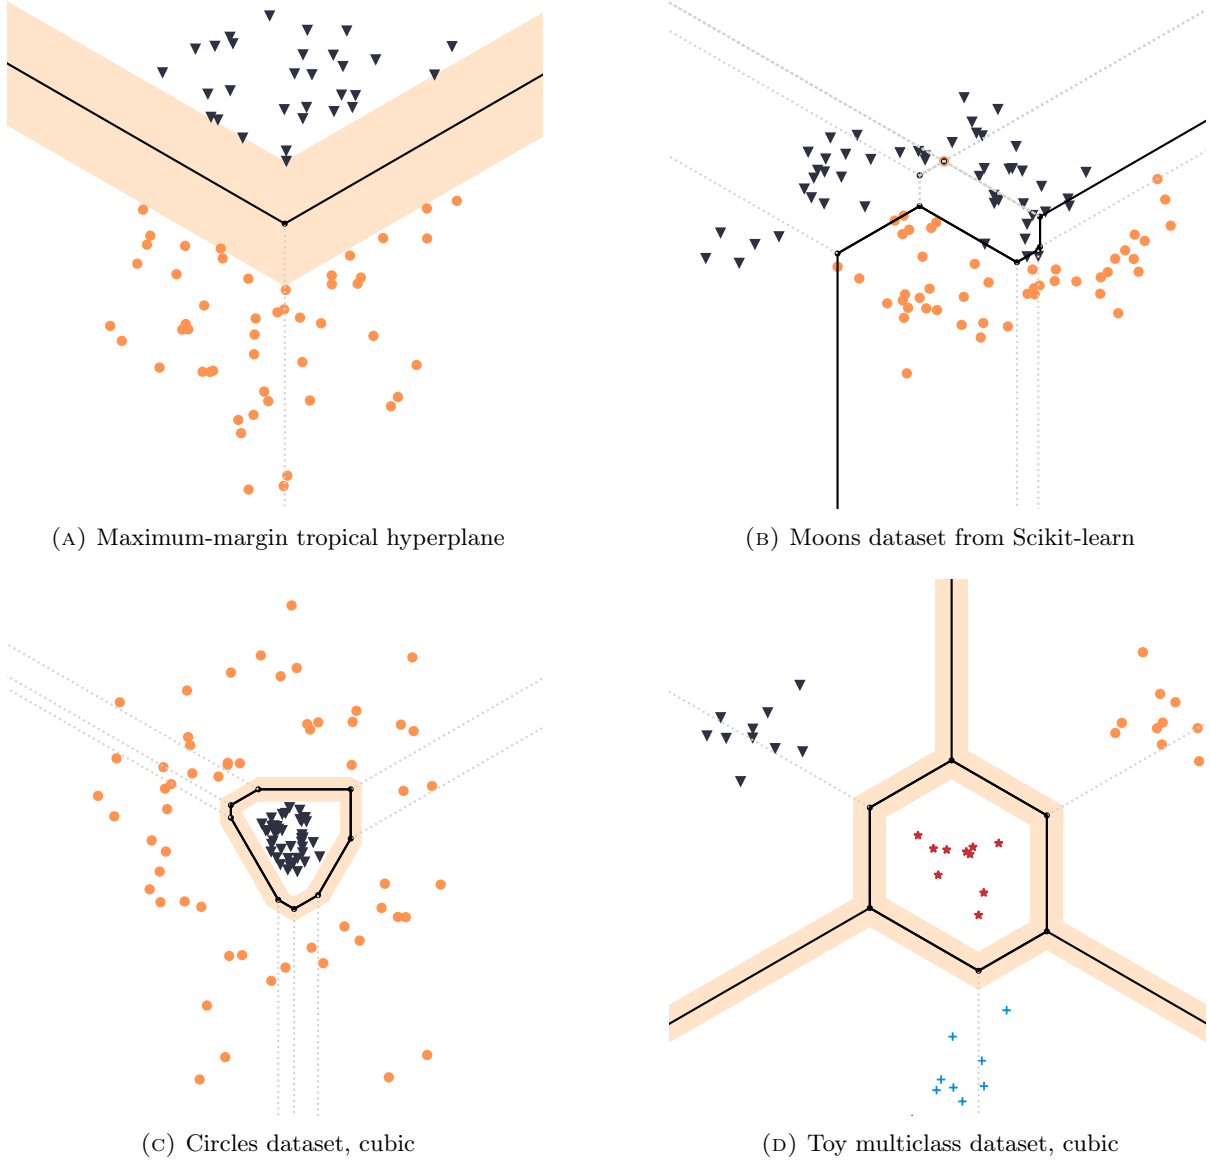 (A) Maximum-margin tropical hyperplane
(B) Moons dataset from Scikit-learn
(C) Circles dataset, cubic
(D) Toy multiclass dataset, cubic